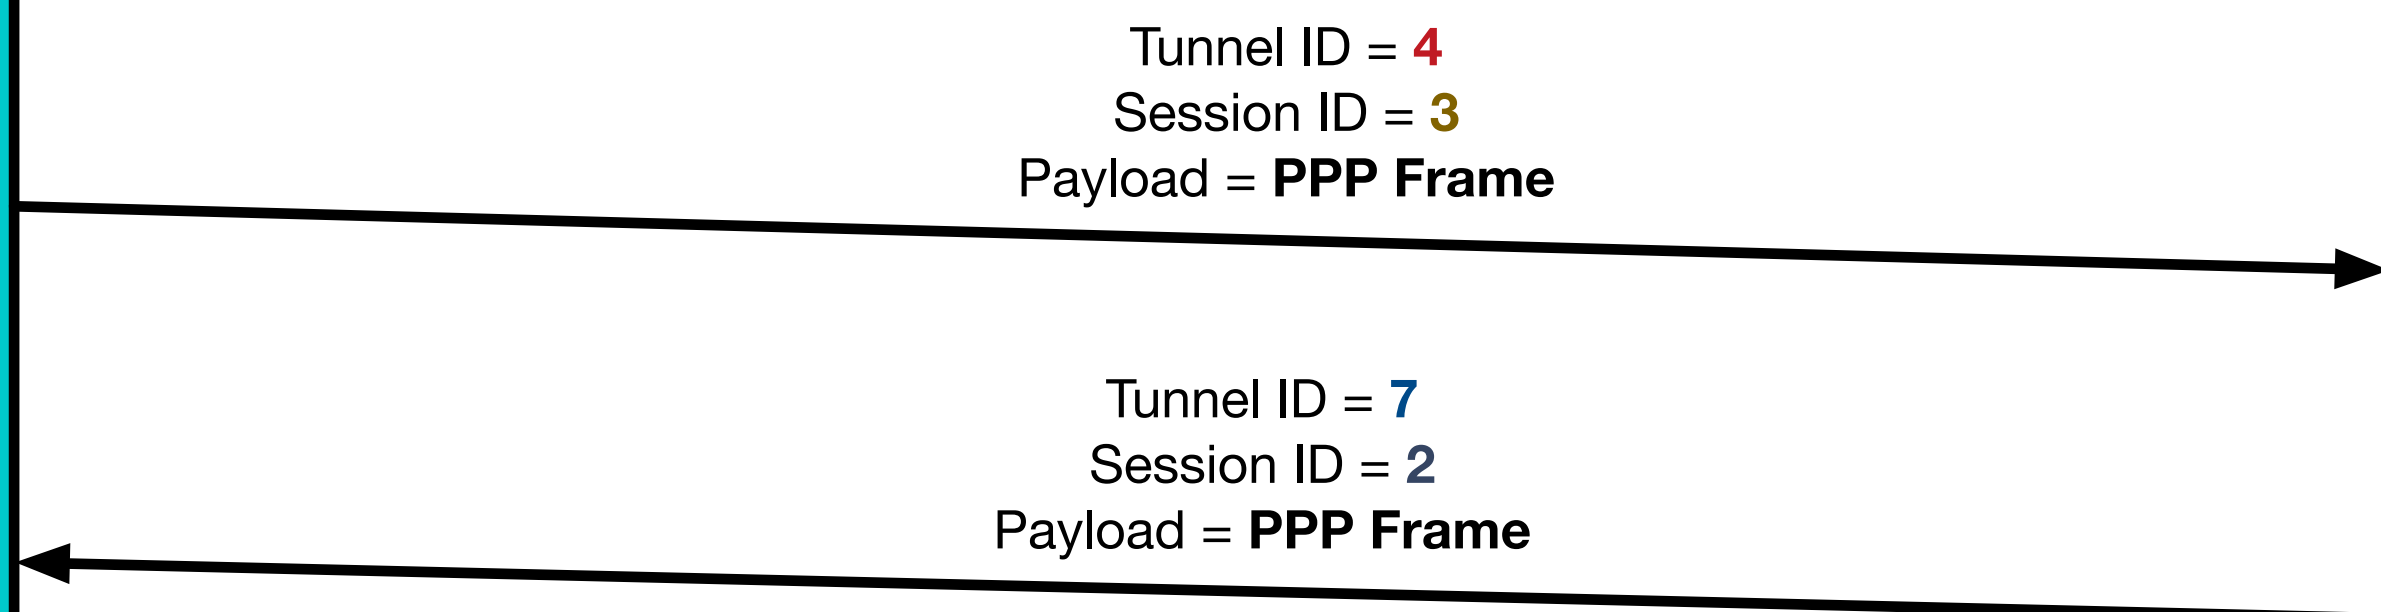 Tunnel ID = 4
Session ID = 3
Payload = PPP Frame
Tunnel ID = 7
Session ID = 2
Payload = PPP Frame